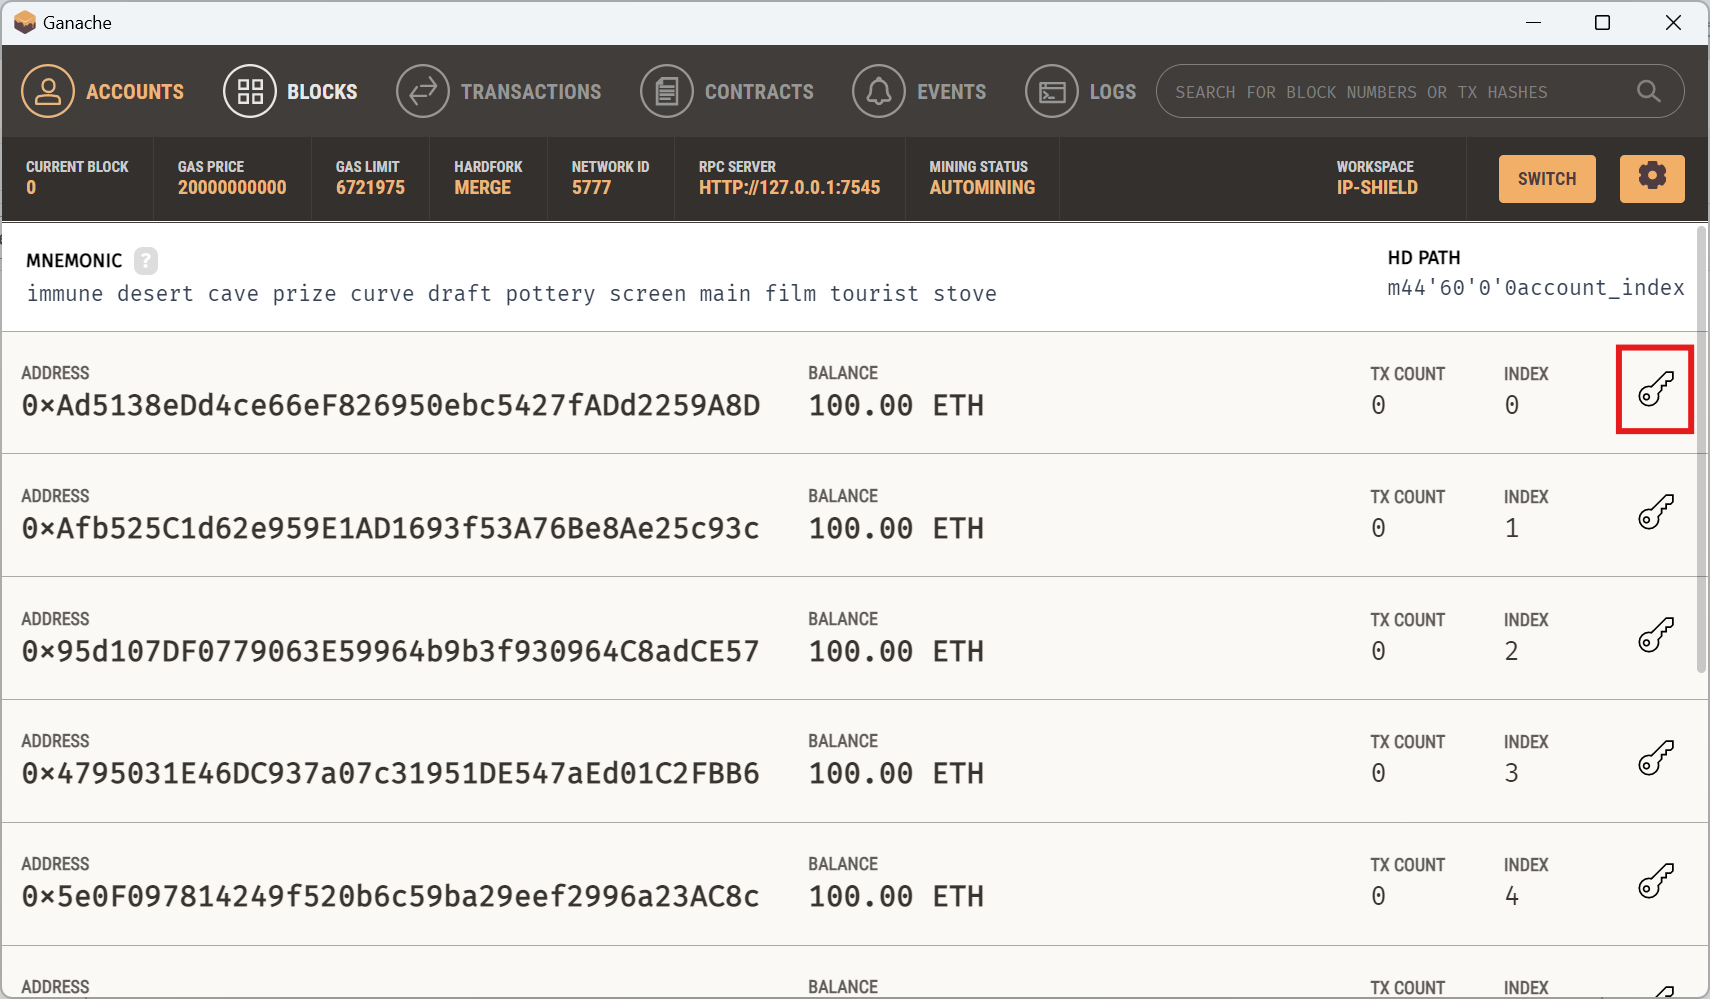 Ganache
ACCOUNTS BLOCKS TRANSACTIONS CONTRACTS EVENTS LOGS SEARCH FOR BLOCK NUMBERS OR TX HASHES
CURRENT BLOCK GAS PRICE GAS LIMIT HARDFORK NETWORK ID RPC SERVER MINING STATUS WORKSPACE
0 20000000000 6721975 MERGE 5777 HTTP://127.0.0.1:7545 AUTOMINING IP-SHIELD SWITCH
MNEMONIC ? HD PATH
immune desert cave prize curve draft pottery screen main film tourist stove m44'60'0'0account_index
ADDRESS BALANCE TX COUNT INDEX
0×Ad5138eDd4ce66eF826950ebc5427fADd2259A8D 100.00 ETH 0 0
ADDRESS BALANCE TX COUNT INDEX
0×Afb525C1d62e959E1AD1693f53A76Be8Ae25c93c 100.00 ETH 0 1
ADDRESS BALANCE TX COUNT INDEX
0×95d107DF0779063E59964b9b3f930964C8adCE57 100.00 ETH 0 2
ADDRESS BALANCE TX COUNT INDEX
0×4795031E46DC937a07c31951DE547aEd01C2FBB6 100.00 ETH 0 3
ADDRESS BALANCE TX COUNT INDEX
0×5e0F097814249f520b6c59ba29eef2996a23AC8c 100.00 ETH 0 4
ADDRESS BALANCE TX COUNT INDEX